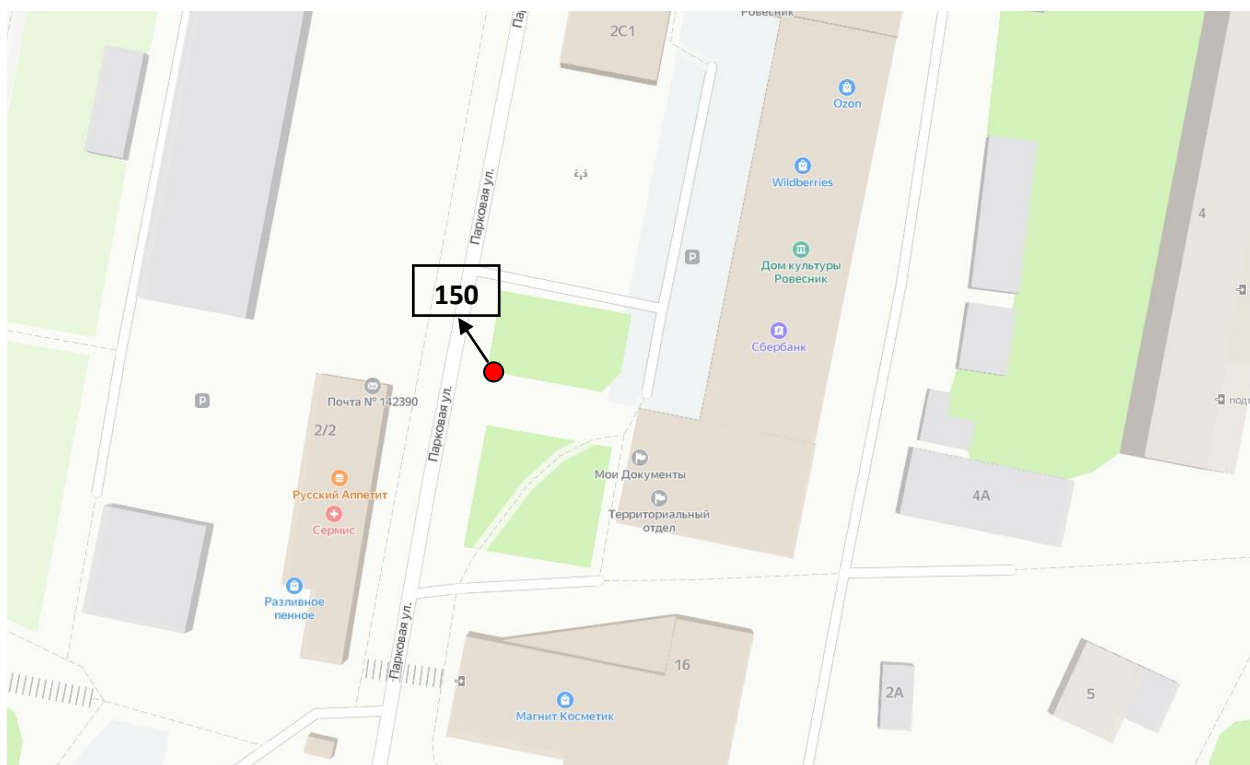 Ровесник
2С1
Ozon
Wildberries
Парковая ул.
4
Дом культуры
Ровесник
P
150
Сбербанк
Почта № 142390
P
Парковая ул.
2/2
Мои Документы
Русский Аппетит
4А
Территориальный
отдел
Сермис
Разливное
пенное
Парковая ул.
16
2А
5
Магнит Косметик